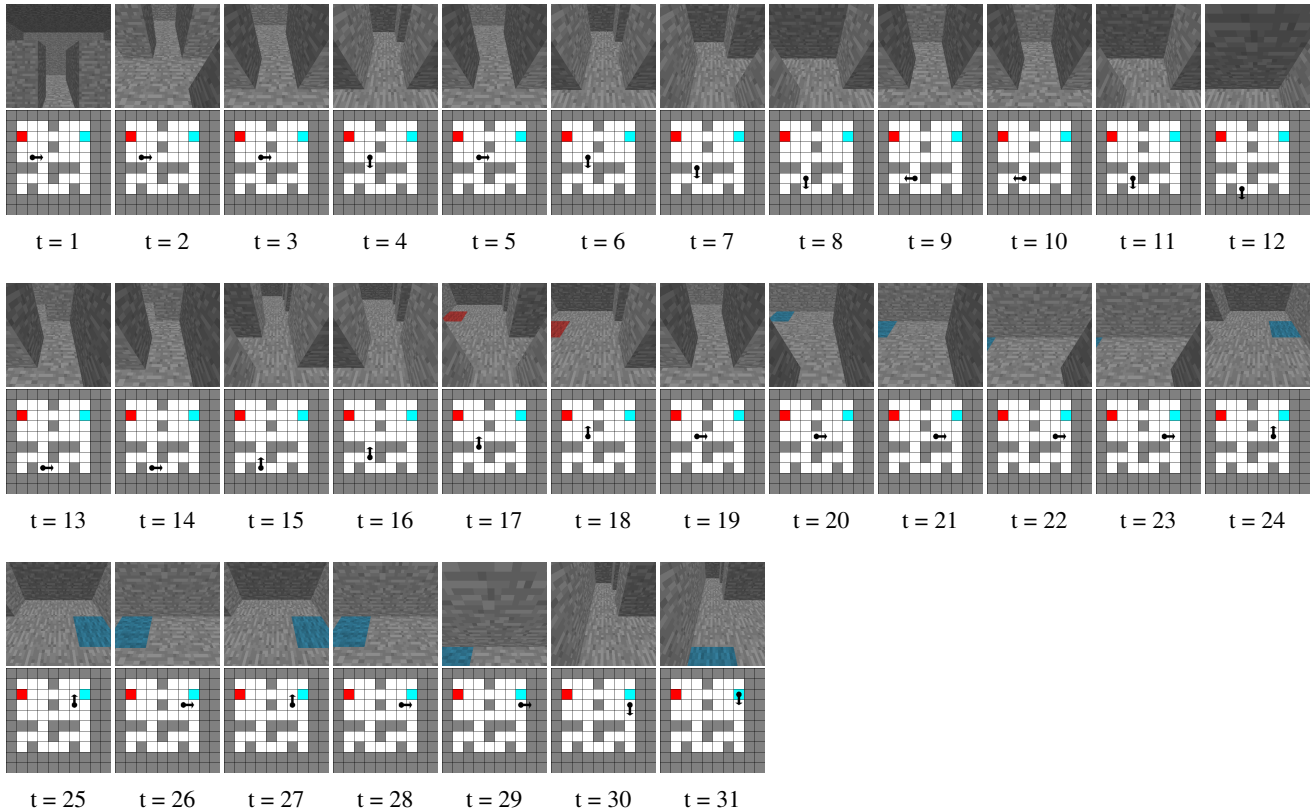 t = 1 t = 2 t = 3 t = 4 t = 5 t = 6 t = 7 t = 8 t = 9 t = 10 t = 11 t = 12
t = 13 t = 14 t = 15 t = 16 t = 17 t = 18 t = 19 t = 20 t = 21 t = 22 t = 23 t = 24
t = 25 t = 26 t = 27 t = 28 t = 29 t = 30 t = 31